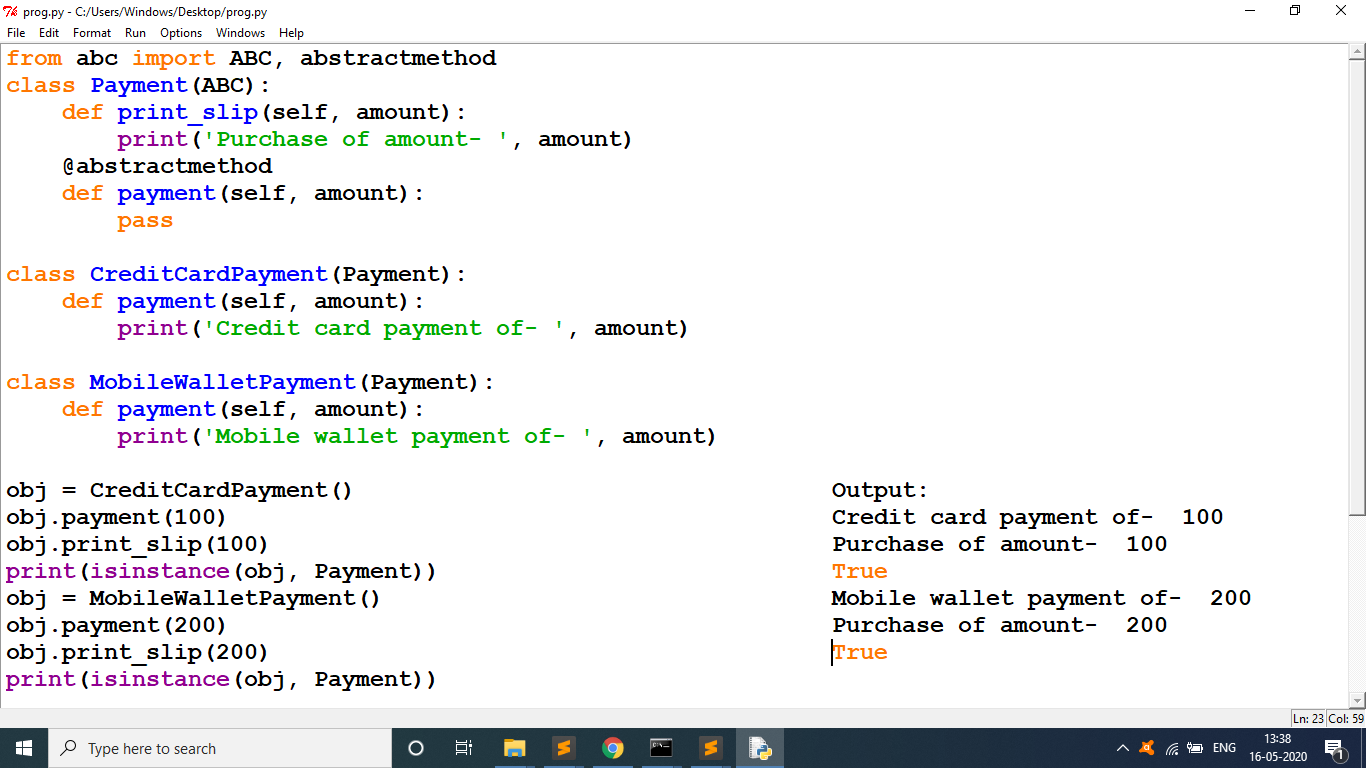 prog.py - C:/Users/Windows/Desktop/prog.py
File Edit Format Run Options Windows Help
from abc import ABC, abstractmethod
class Payment(ABC):
    def print_slip(self, amount):
        print('Purchase of amount- ', amount)
    @abstractmethod
    def payment(self, amount):
        pass

class CreditCardPayment(Payment):
    def payment(self, amount):
        print('Credit card payment of- ', amount)

class MobileWalletPayment(Payment):
    def payment(self, amount):
        print('Mobile wallet payment of- ', amount)

obj = CreditCardPayment()
obj.payment(100)
obj.print_slip(100)
print(isinstance(obj, Payment))
obj = MobileWalletPayment()
obj.payment(200)
obj.print_slip(200)
print(isinstance(obj, Payment))
Output:
Credit card payment of-  100
Purchase of amount-  100
True
Mobile wallet payment of-  200
Purchase of amount-  200
True
Ln: 23 Col: 59
Type here to search
ENG
13:38
16-05-2020
1